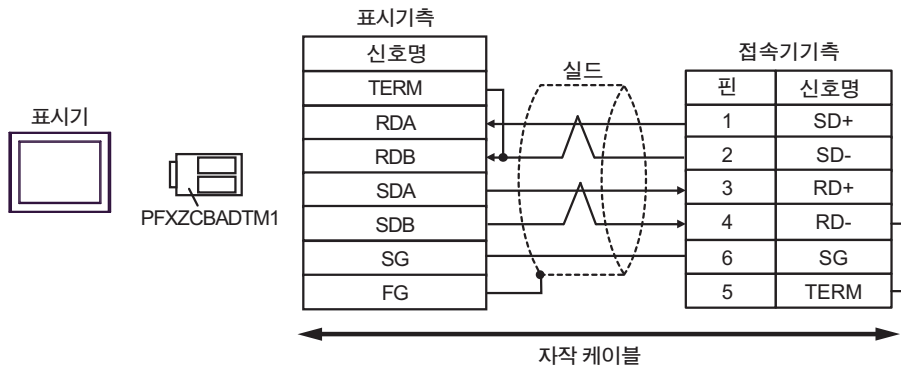 표시기측
신호명
TERM
RDA
RDB
SDA
SDB
SG
FG
실드
접속기기측
핀 신호명
1 SD+
2 SD-
3 RD+
4 RD-
6 SG
5 TERM
표시기
PFXZCBADTM1
자작 케이블